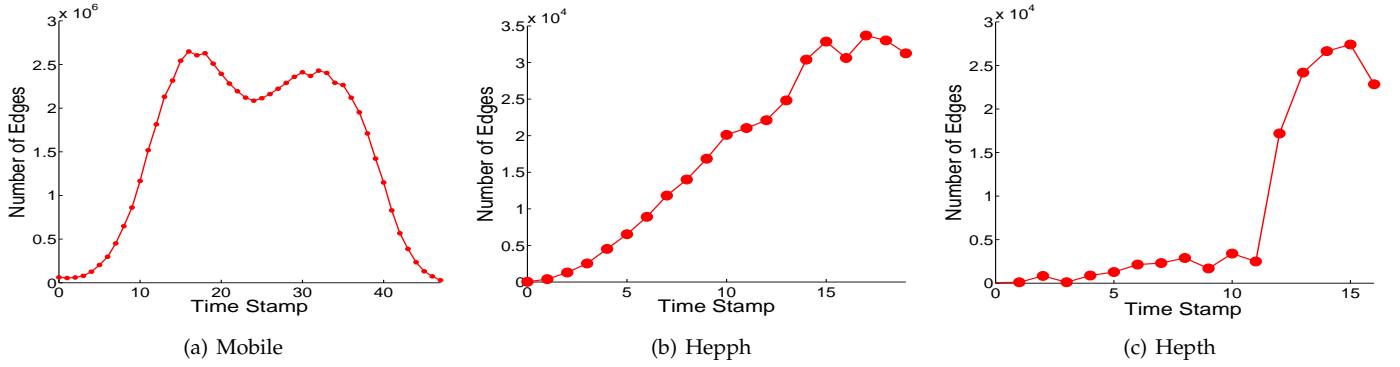 x 10^6
3
2.5
2
1.5
1
0.5
0
Number of Edges
0 10 20 30 40
Time Stamp
(a) Mobile
x 10^4
3.5
3
2.5
2
1.5
1
0.5
0
Number of Edges
0 5 10 15
Time Stamp
(b) Hepph
x 10^4
3
2.5
2
1.5
1
0.5
0
Number of Edges
0 5 10 15
Time Stamp
(c) Hepth